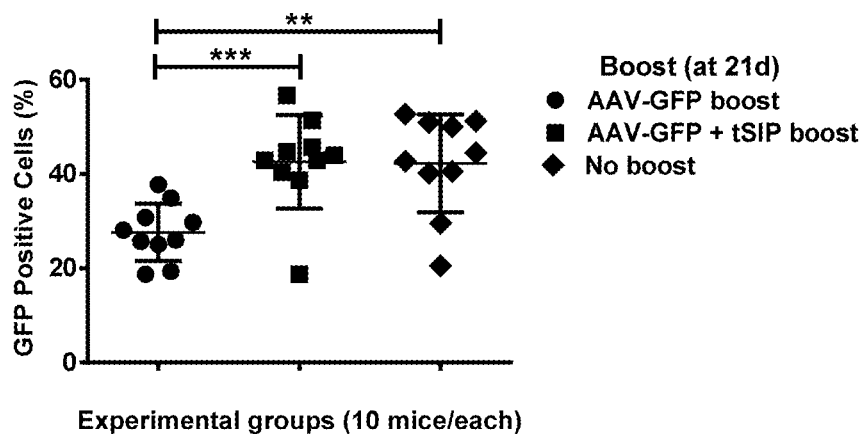 **
***
60
40
20
0
GFP Positive Cells (%)
Experimental groups (10 mice/each)
Boost (at 21d)
AAV-GFP boost
AAV-GFP + tSIP boost
No boost